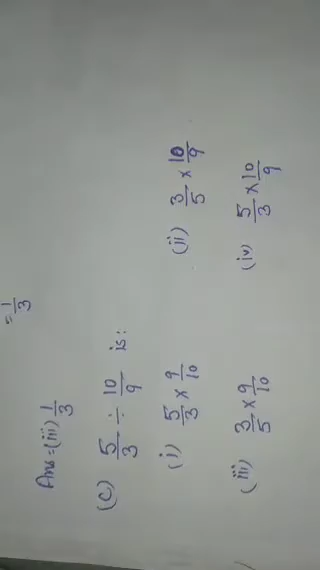 = 1/3
Ans=(iii) 1/3
(C) 5/3 ÷ 10/9 is:
(i) 5/3 × 9/10 (ii) 3/5 × 10/9
(iii) 3/5 × 9/10 (iv) 5/3 × 10/9